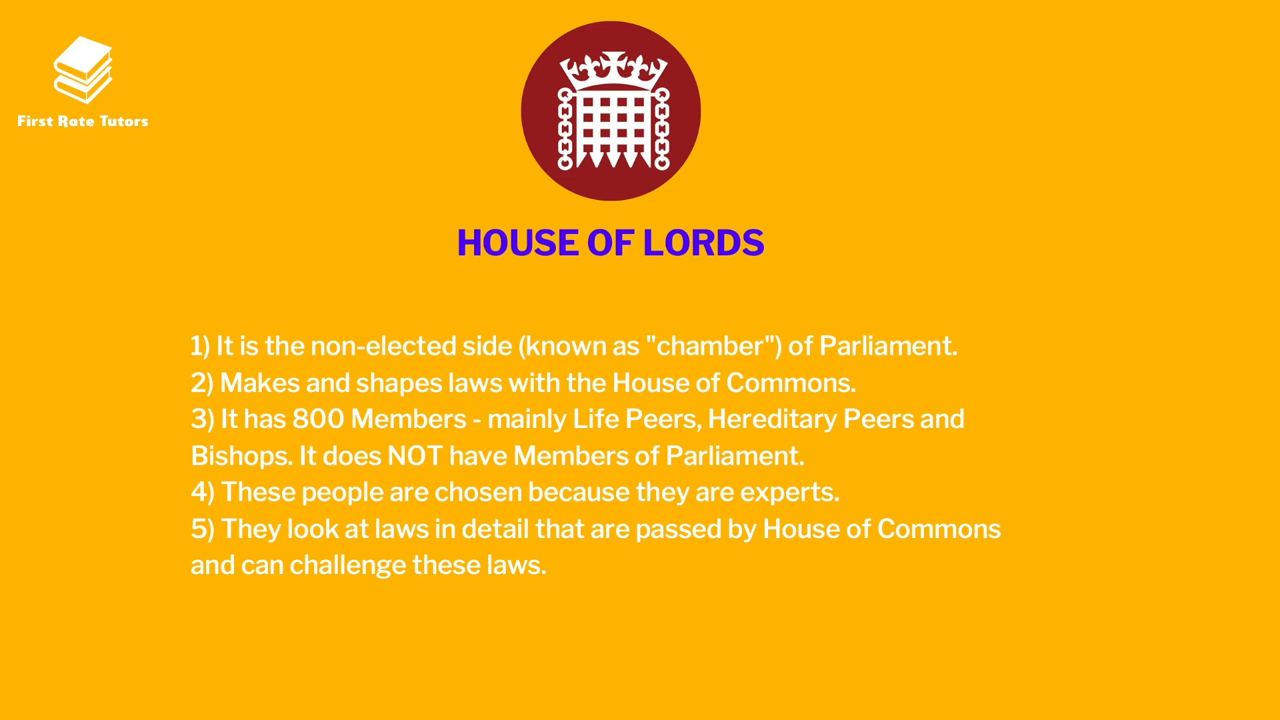 First Rate Tutors
HOUSE OF LORDS
1) It is the non-elected side (known as "chamber") of Parliament.
2) Makes and shapes laws with the House of Commons.
3) It has 800 Members - mainly Life Peers, Hereditary Peers and
Bishops. It does NOT have Members of Parliament.
4) These people are chosen because they are experts.
5) They look at laws in detail that are passed by House of Commons
and can challenge these laws.